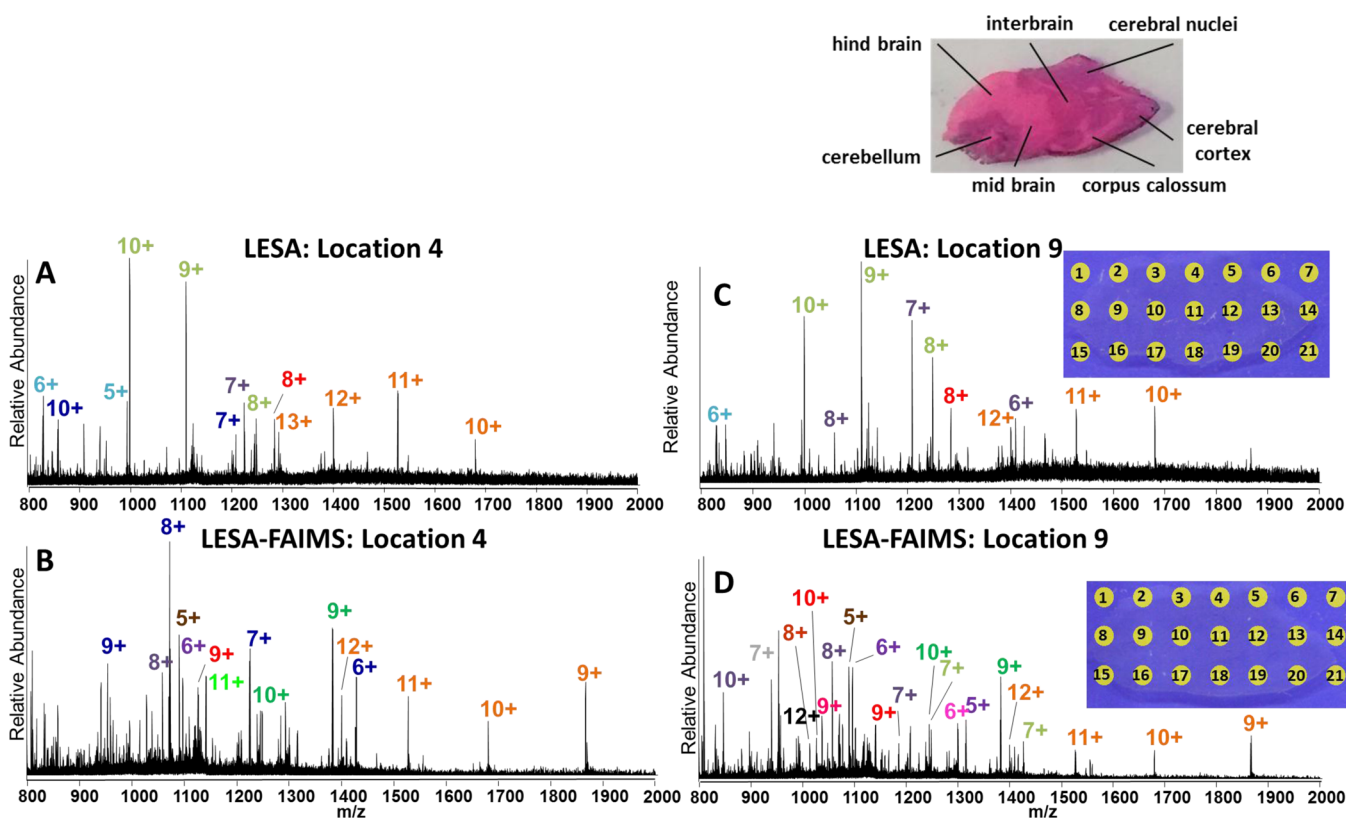 interbrain
cerebral nuclei
hind brain
cerebral
cortex
cerebellum
mid brain
corpus calossum
LESA: Location 4
A
Relative Abundance
10+
9+
6+
10+
5+
7+
7+
8+
8+
13+
12+
11+
10+
800 900 1000 1100 1200 1300 1400 1500 1600 1700 1800 1900 2000
LESA: Location 9
C
Relative Abundance
9+
10+
7+
8+
6+
8+
8+
12+
6+
11+
10+
1 2 3 4 5 6 7
8 9 10 11 12 13 14
15 16 17 18 19 20 21
800 1000 1200 1400 1600 1800 2000
LESA-FAIMS: Location 4
B
Relative Abundance
8+
9+
5+
8+
6+
9+
11+
7+
10+
9+
12+
6+
11+
10+
9+
800 900 1000 1100 1200 1300 1400 1500 1600 1700 1800 1900 2000
m/z
LESA-FAIMS: Location 9
D
Relative Abundance
10+
5+
7+
8+
8+
6+
10+
7+
9+
10+
12+
9+
9+
7+
6+
5+
12+
7+
11+
10+
9+
1 2 3 4 5 6 7
8 9 10 11 12 13 14
15 16 17 18 19 20 21
800 900 1000 1100 1200 1300 1400 1500 1600 1700 1800 1900 2000
m/z